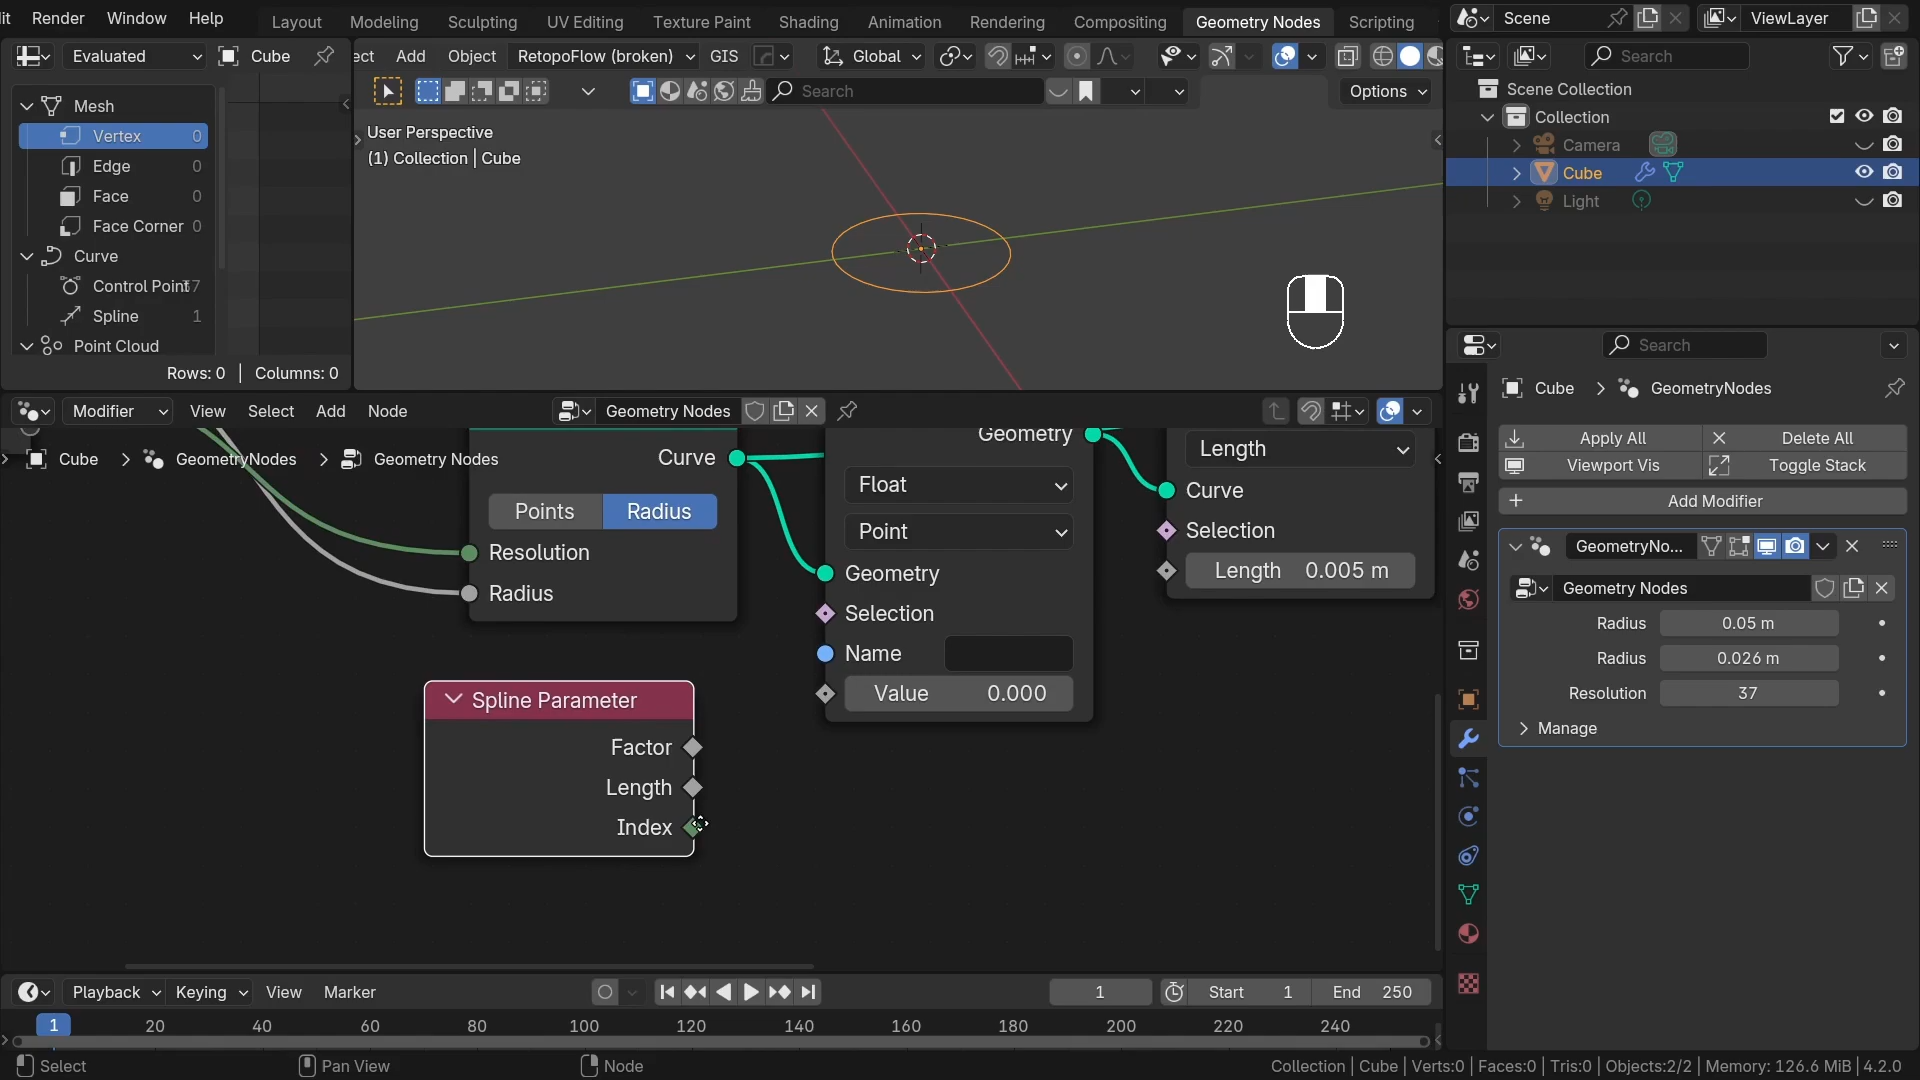 it Render Window Help Layout Modeling Sculpting UV Editing Texture Paint Shading Animation Rendering Compositing Geometry Nodes Scripting Scene ViewLayer
Evaluated Cube
ect Add Object RetopoFlow (broken) GIS Global
Search
Search
Options
Mesh
Vertex 0
Edge 0
Face 0
Face Corner 0
Curve
Control Point 37
Spline 1
Point Cloud
Rows: 0 | Columns: 0
User Perspective
(1) Collection | Cube
Scene Collection
Collection
Camera
Cube
Light
Search
Cube > GeometryNodes
Apply All Delete All
Viewport Vis Toggle Stack
Add Modifier
GeometryNo...
Geometry Nodes
Radius 0.05 m
Radius 0.026 m
Resolution 37
Manage
Modifier View Select Add Node Geometry Nodes
Cube > GeometryNodes > Geometry Nodes
Curve
Points Radius
Resolution
Radius
Geometry
Float
Point
Geometry
Selection
Name
Value 0.000
Length
Curve
Selection
Length 0.005 m
Spline Parameter
Factor
Length
Index
Playback Keying View Marker 1 Start 1 End 250
1 20 40 60 80 100 120 140 160 180 200 220 240
Select Pan View Node Collection | Cube | Verts:0 | Faces:0 | Tris:0 | Objects:2/2 | Memory: 126.6 MiB | 4.2.0